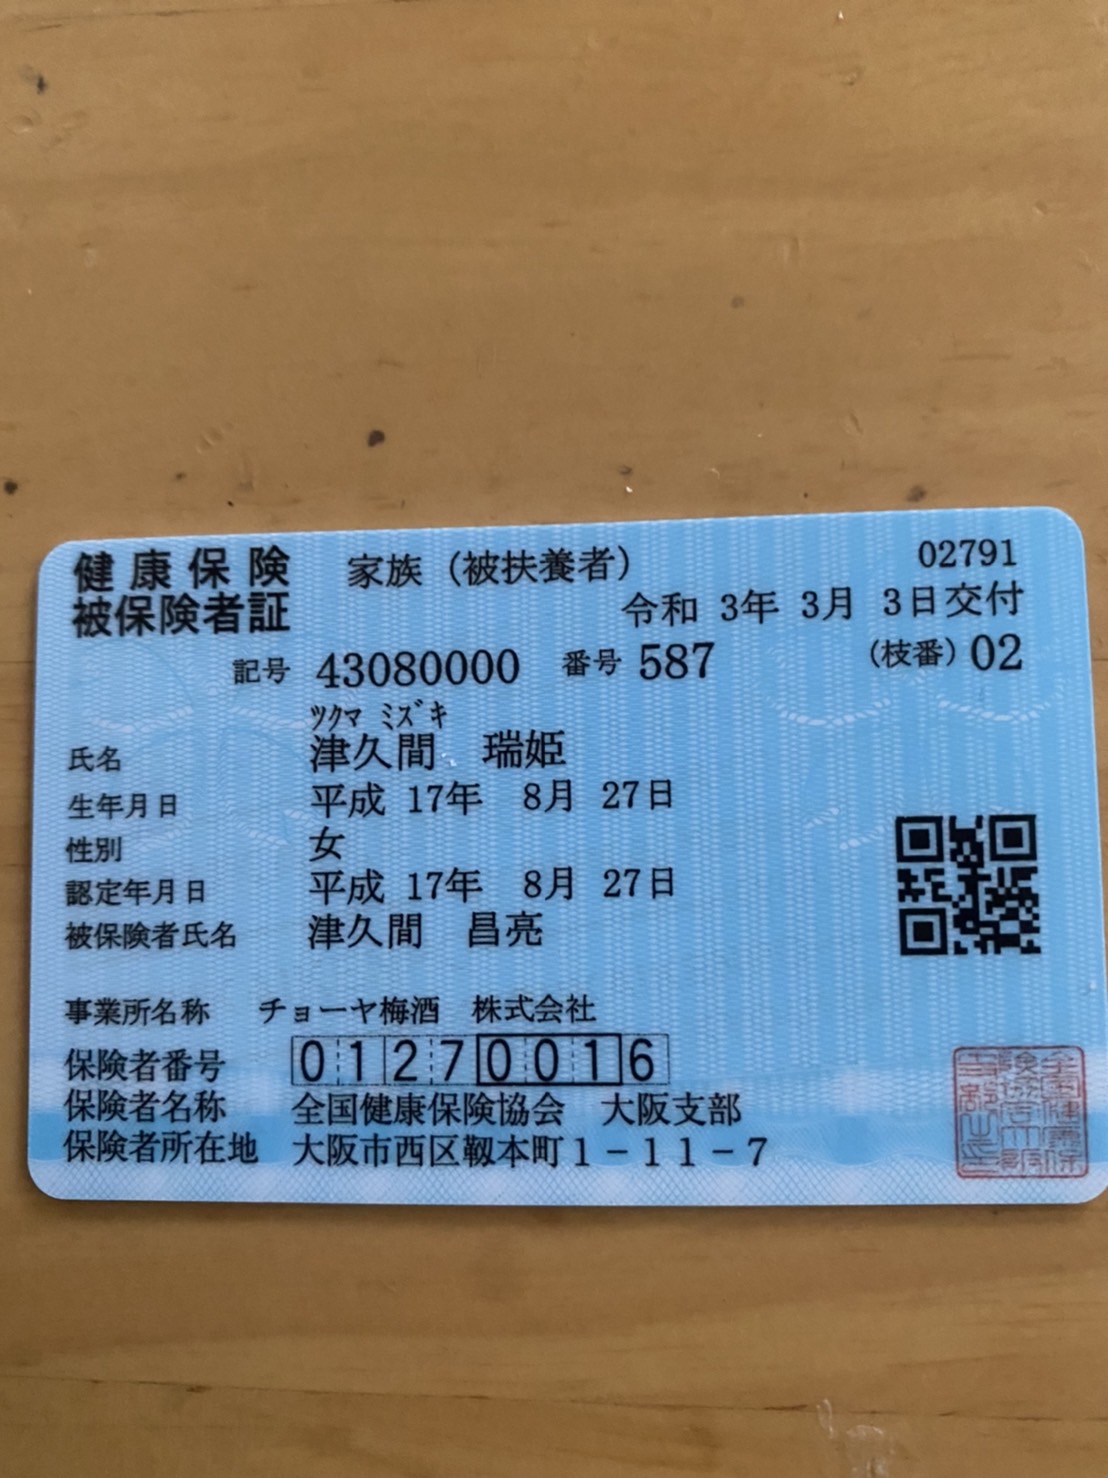 健康保険
被保険者証
家族（被扶養者）
02791
令和 3年 3月 3日交付
記号 43080000 番号 587 （枝番）02
ﾂｸﾏ ﾐｽﾞｷ
氏名 津久間 瑞姫
生年月日 平成 17年 8月 27日
性別 女
認定年月日 平成 17年 8月 27日
被保険者氏名 津久間 昌亮
事業所名称 チョーヤ梅酒 株式会社
保険者番号 01270016
保険者名称 全国健康保険協会 大阪支部
保険者所在地 大阪市西区靱本町１－１１－７